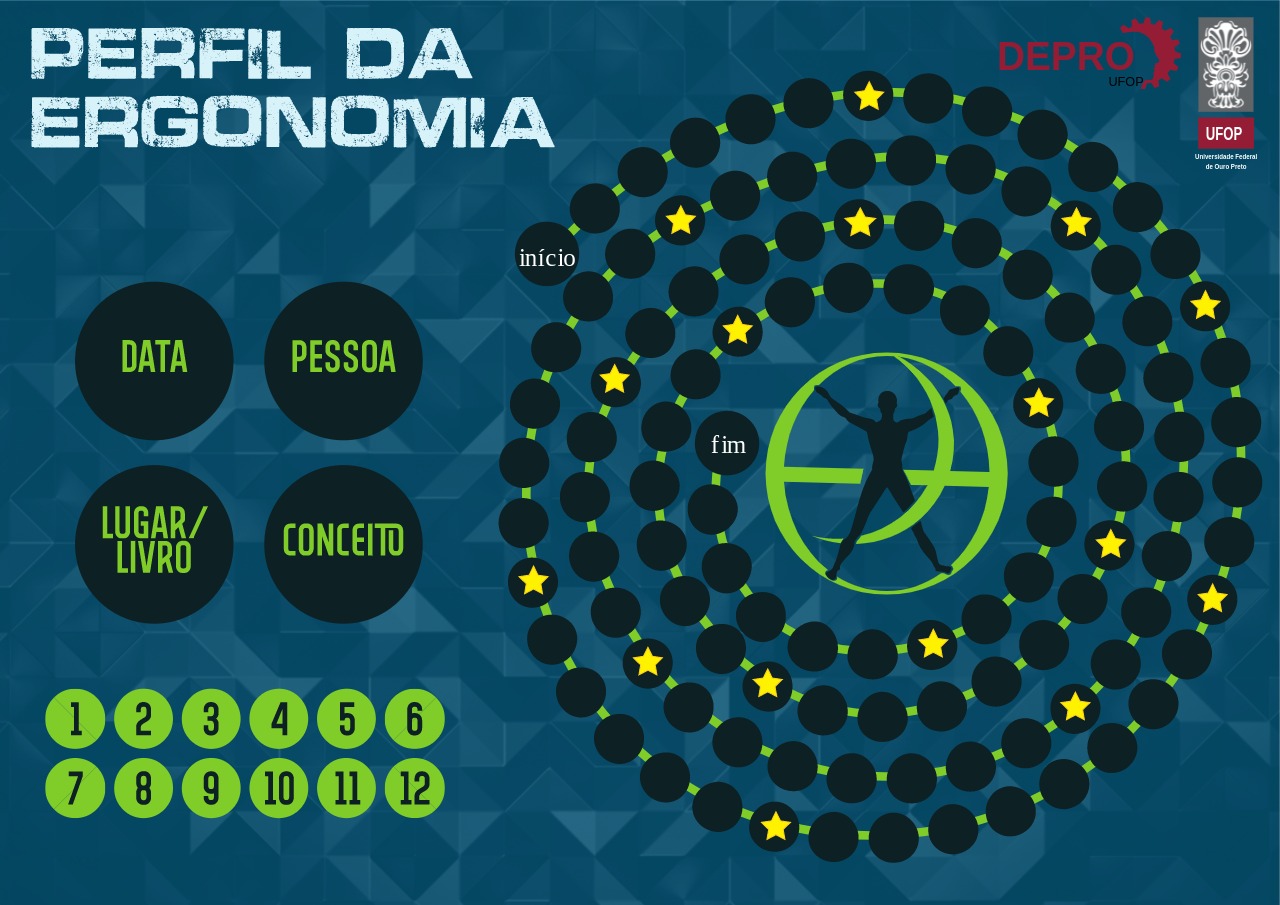 PERFIL DA
ERGONOMIA
DEPRO
UFOP
UFOP
Universidade Federal
de Ouro Preto
início
DATA
PESSOA
fim
LUGAR/
LIVRO
CONCEITO
1 2 3 4 5 6
7 8 9 10 11 12